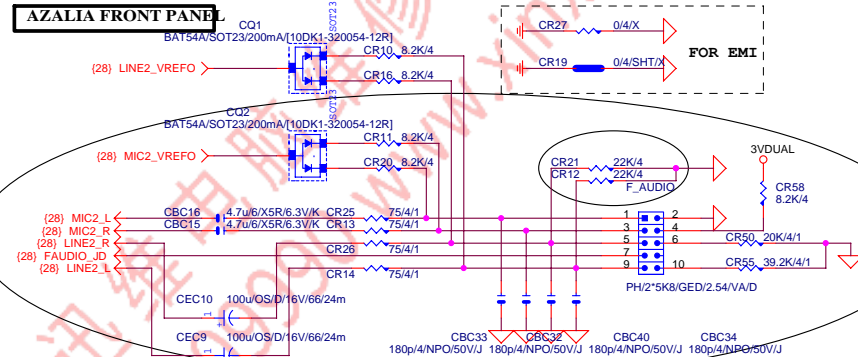 AZALIA FRONT PANEL
CQ1
BAT54A/SOT23/200mA/[10DK1-320054-12R]
SOT23
CR10 8.2K/4
{28} LINE2_VREFO
CR16 8.2K/4
SOT23
CR27 0/4/X
CR19 0/4/SHT/X
FOR EMI
CQ2
BAT54A/SOT23/200mA/[10DK1-320054-12R]
CR11 8.2K/4
{28} MIC2_VREFO
CR20 8.2K/4
CR21 22K/4
CR12 22K/4
F_AUDIO
3VDUAL
CR58
8.2K/4
{28} MIC2_L CBC16 4.7u/6/X5R/6.3V/K CR25 75/4/1
{28} MIC2_R CBC15 4.7u/6/X5R/6.3V/K CR13 75/4/1
{28} LINE2_R CR26 75/4/1
{28} FAUDIO_JD
{28} LINE2_L CR14 75/4/1
1 2
3 4
5 6 CR50 20K/4/1
7
9 10 CR55 39.2K/4/1
PH/2*5K8/GED/2.54/VA/D
CEC10 100u/OS/D/16V/66/24m
1
CEC9 100u/OS/D/16V/66/24m
1
CBC33 CBC32 CBC40 CBC34
180p/4/NPO/50V/J 180p/4/NPO/50V/J 180p/4/NPO/50V/J 180p/4/NPO/50V/J